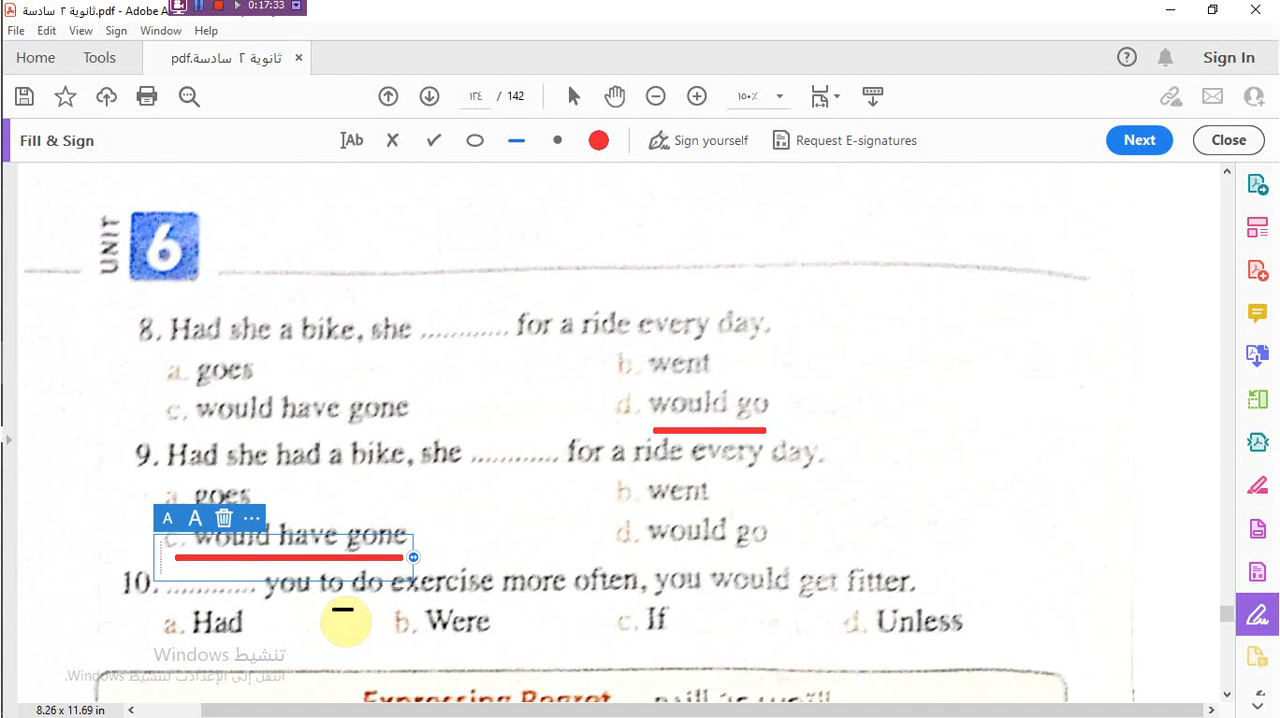 ثانوية ٢ سادسة.pdf - Adobe A
0:17:33
File Edit View Sign Window Help
Home Tools ثانوية ٢ سادسة.pdf × Sign In
١٢٤ / 142 ١٥٠٪
Fill & Sign Ab Sign yourself Request E-signatures Next Close
UNIT 6
8. Had she a bike, she ............ for a ride every day.
a. goes b. went
c. would have gone d. would go
9. Had she had a bike, she ............ for a ride every day.
a. goes b. went
A A ...
c. would have gone d. would go
10. ............ you to do exercise more often, you would get fitter.
a. Had b. Were c. If d. Unless
تنشيط Windows
انتقل إلى الإعدادات لتنشيط Windows.
Expressing Regret
8.26 x 11.69 in